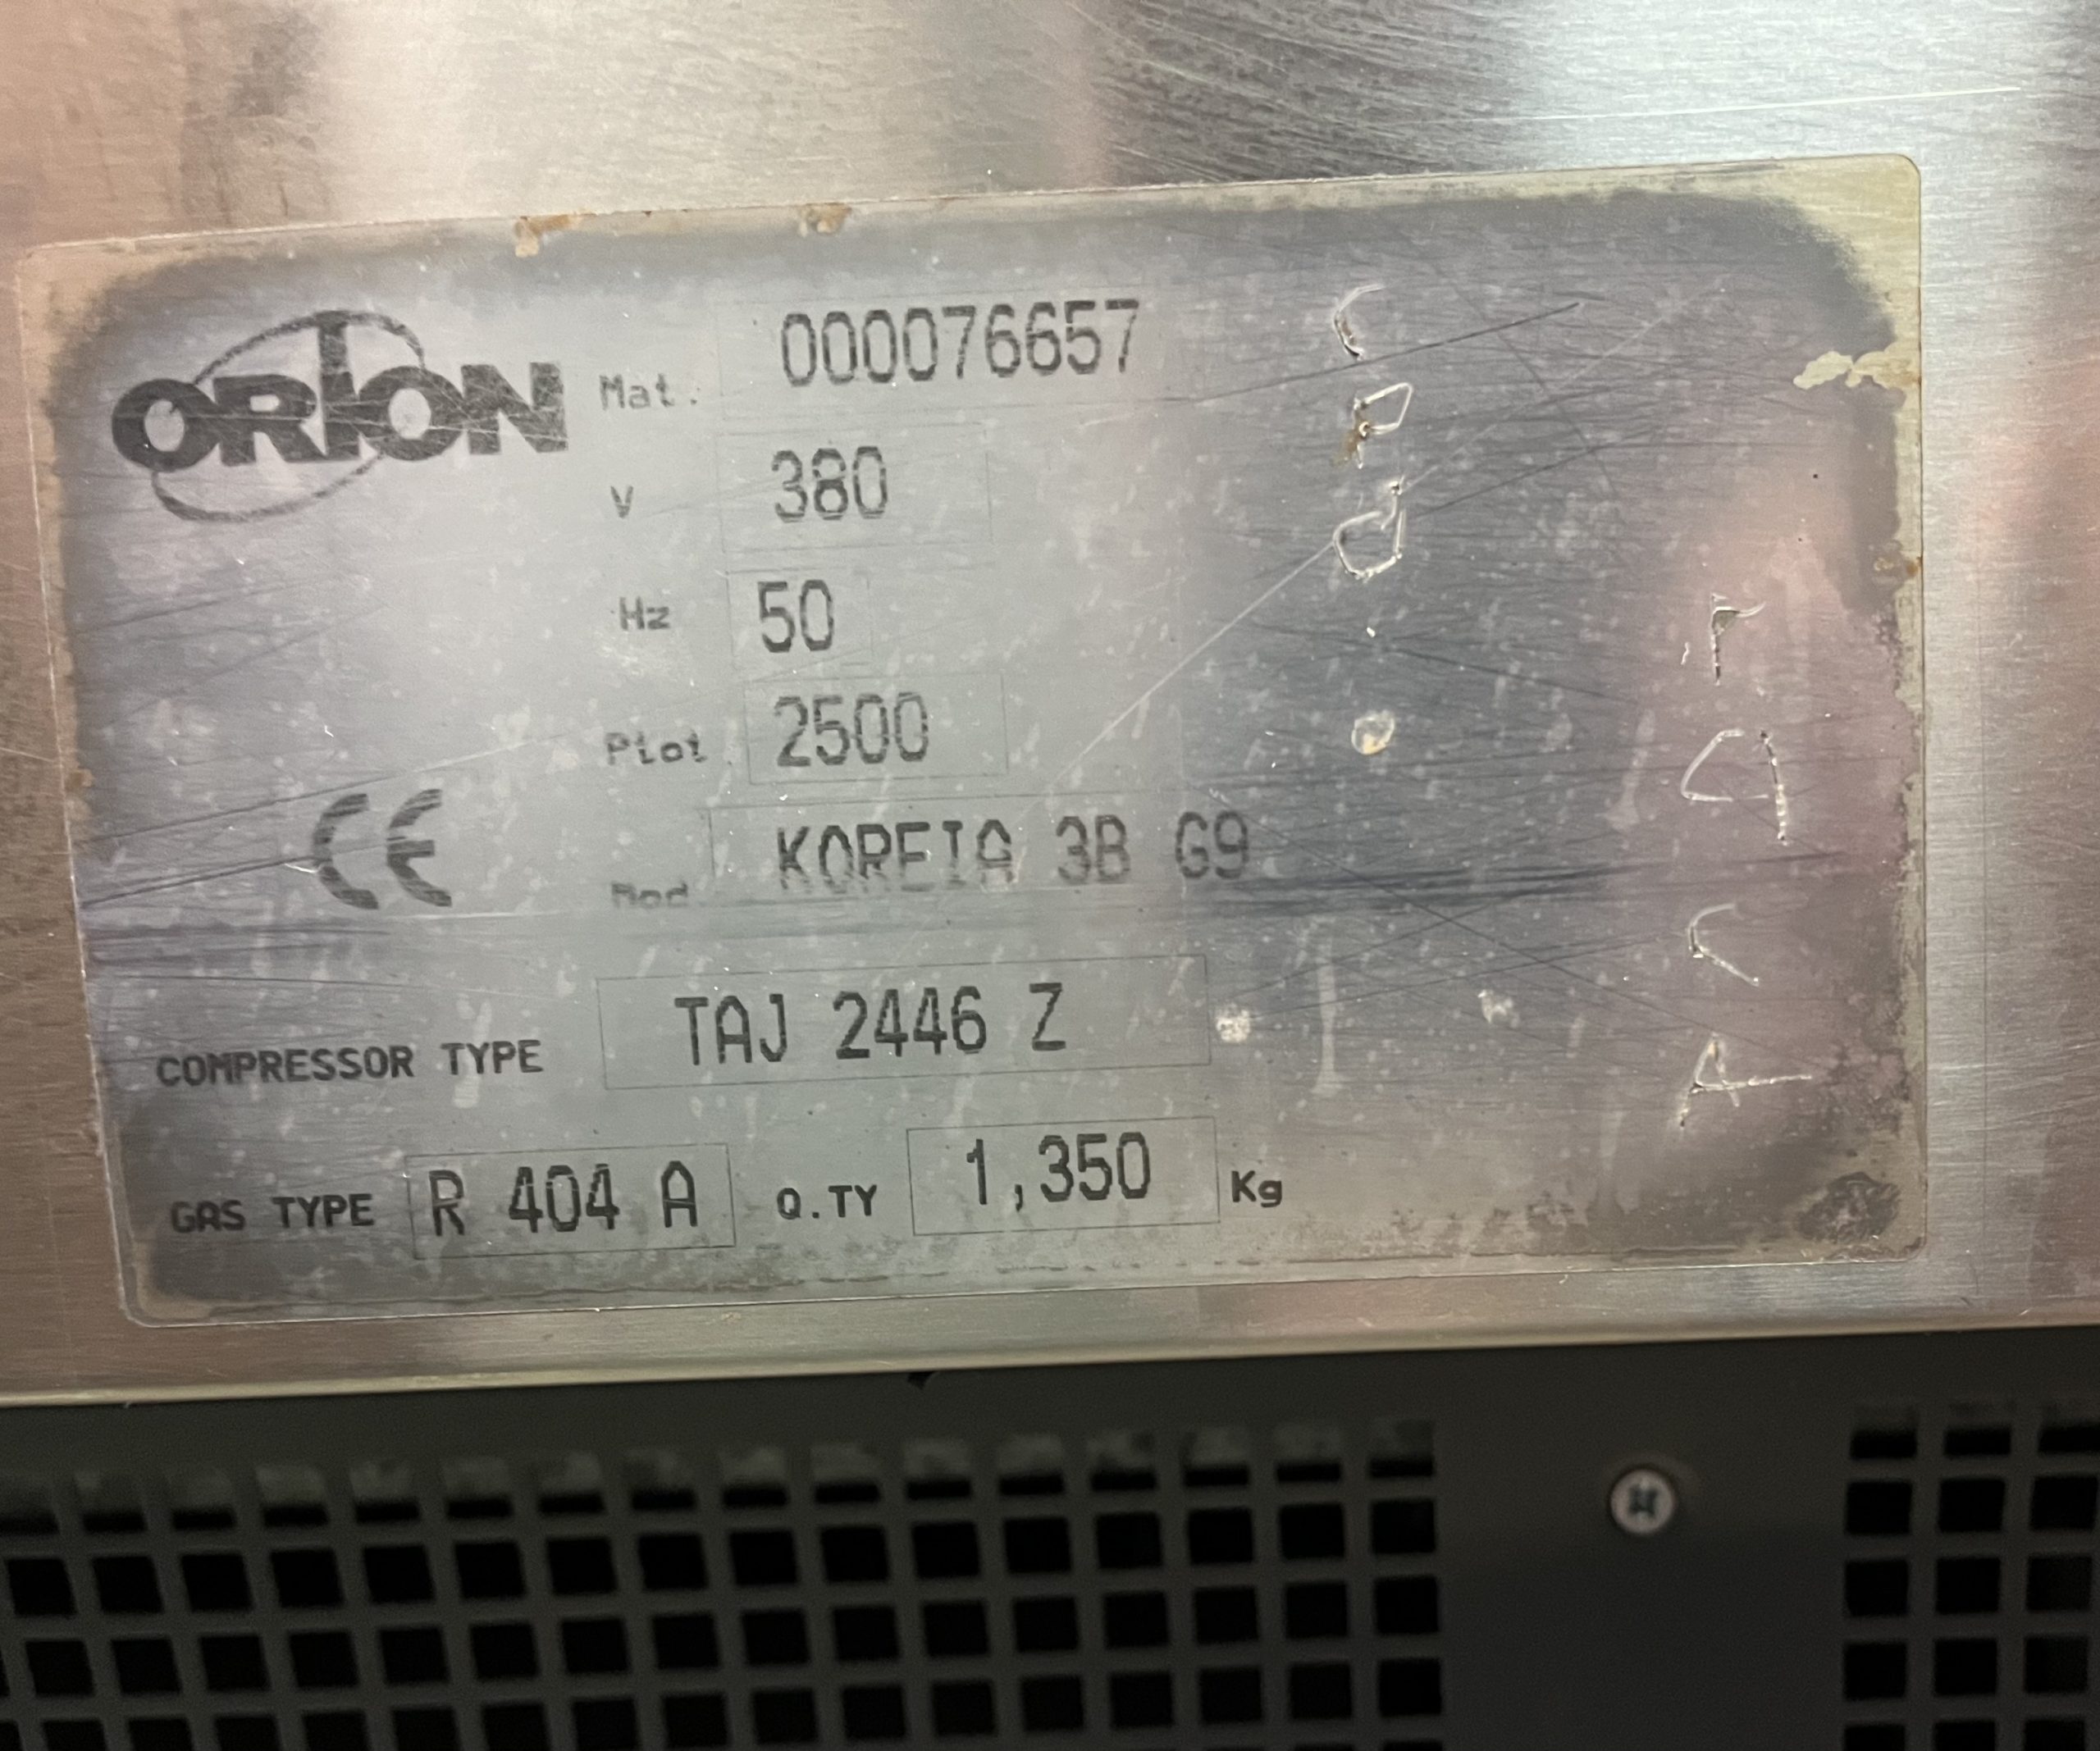 ORION
Mat. 000076657
V 380
Hz 50
Ptot. 2500
CE
Mod. KOREIA 3B G9
COMPRESSOR TYPE TAJ 2446 Z
GAS TYPE R 404 A Q.TY 1,350 Kg